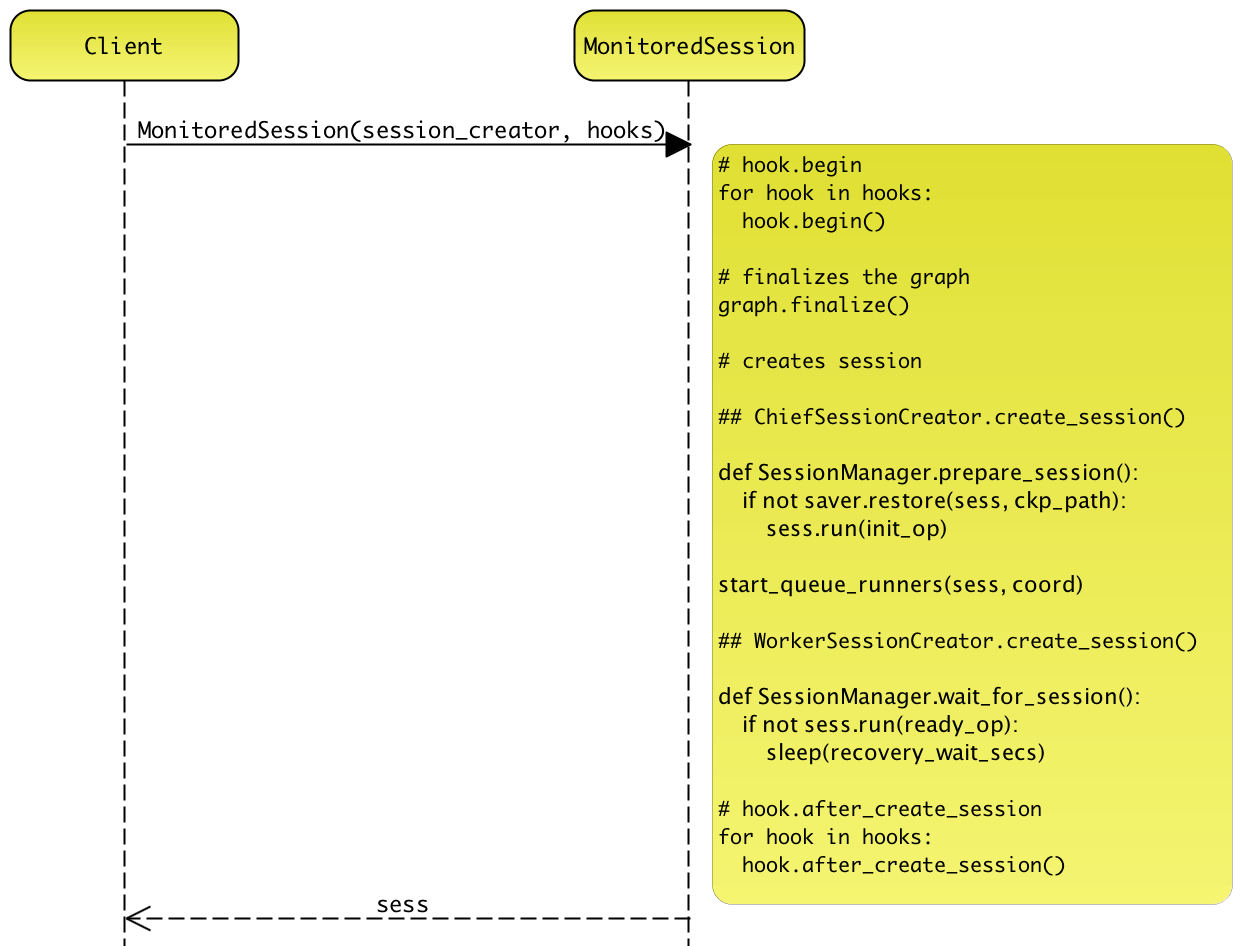 Client
MonitoredSession
MonitoredSession(session_creator, hooks)
# hook.begin
for hook in hooks:
  hook.begin()
# finalizes the graph
graph.finalize()
# creates session
## ChiefSessionCreator.create_session()
def SessionManager.prepare_session():
  if not saver.restore(sess, ckp_path):
    sess.run(init_op)
start_queue_runners(sess, coord)
## WorkerSessionCreator.create_session()
def SessionManager.wait_for_session():
  if not sess.run(ready_op):
    sleep(recovery_wait_secs)
# hook.after_create_session
for hook in hooks:
  hook.after_create_session()
sess